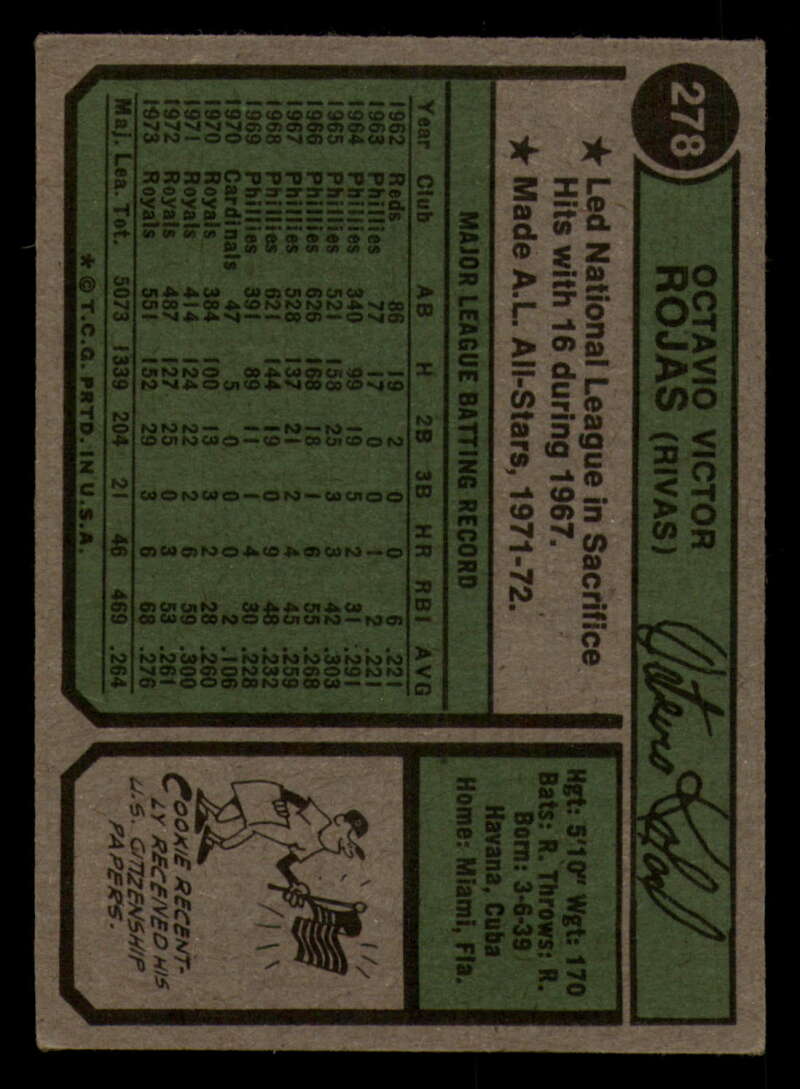 278
OCTAVIO VICTOR
ROJAS (RIVAS)
Octavio Rojas
★ Led National League in Sacrifice
Hits with 16 during 1967.
★ Made A.L. All-Stars, 1971-72.
MAJOR LEAGUE BATTING RECORD
Year Club AB H 2B 3B HR RBI AVG
1962 Reds 86 19 2 0 0 6 .221
1963 Phillies 77 17 0 0 1 2 .221
1964 Phillies 340 99 19 5 2 31 .291
1965 Phillies 521 158 25 3 3 42 .303
1966 Phillies 626 168 18 1 6 55 .268
1967 Phillies 528 137 21 2 4 45 .259
1968 Phillies 621 144 19 0 9 48 .232
1969 Phillies 391 89 11 1 4 30 .228
1970 Cardinals 47 5 0 0 0 2 .106
1970 Royals 384 100 13 3 2 28 .260
1971 Royals 414 124 22 2 6 59 .300
1972 Royals 487 127 25 0 3 53 .261
1973 Royals 551 152 29 3 6 68 .276
Maj. Lea. Tot. 5073 1339 204 21 46 469 .264
* © T.C.G. PRTD. IN U.S.A.
Hgt: 5'10" Wgt: 170
Bats: R. Throws: R.
Born: 3-6-39
Havana, Cuba
Home: Miami, Fla.
COOKIE RECENT-
LY RECEIVED HIS
U.S. CITIZENSHIP
PAPERS.